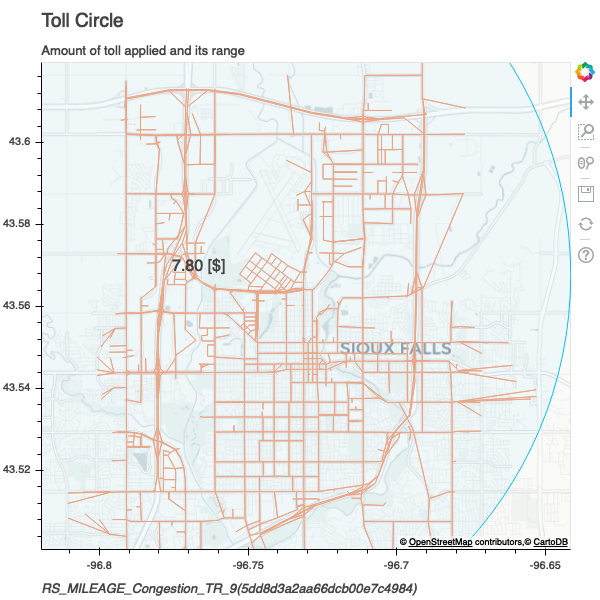 Toll Circle
Amount of toll applied and its range
43.6
43.58
7.80 [$]
43.56
SIOUX FALLS
43.54
43.52
© OpenStreetMap contributors,© CartoDB
-96.8
-96.75
-96.7
-96.65
RS_MILEAGE_Congestion_TR_9(5dd8d3a2aa66dcb00e7c4984)